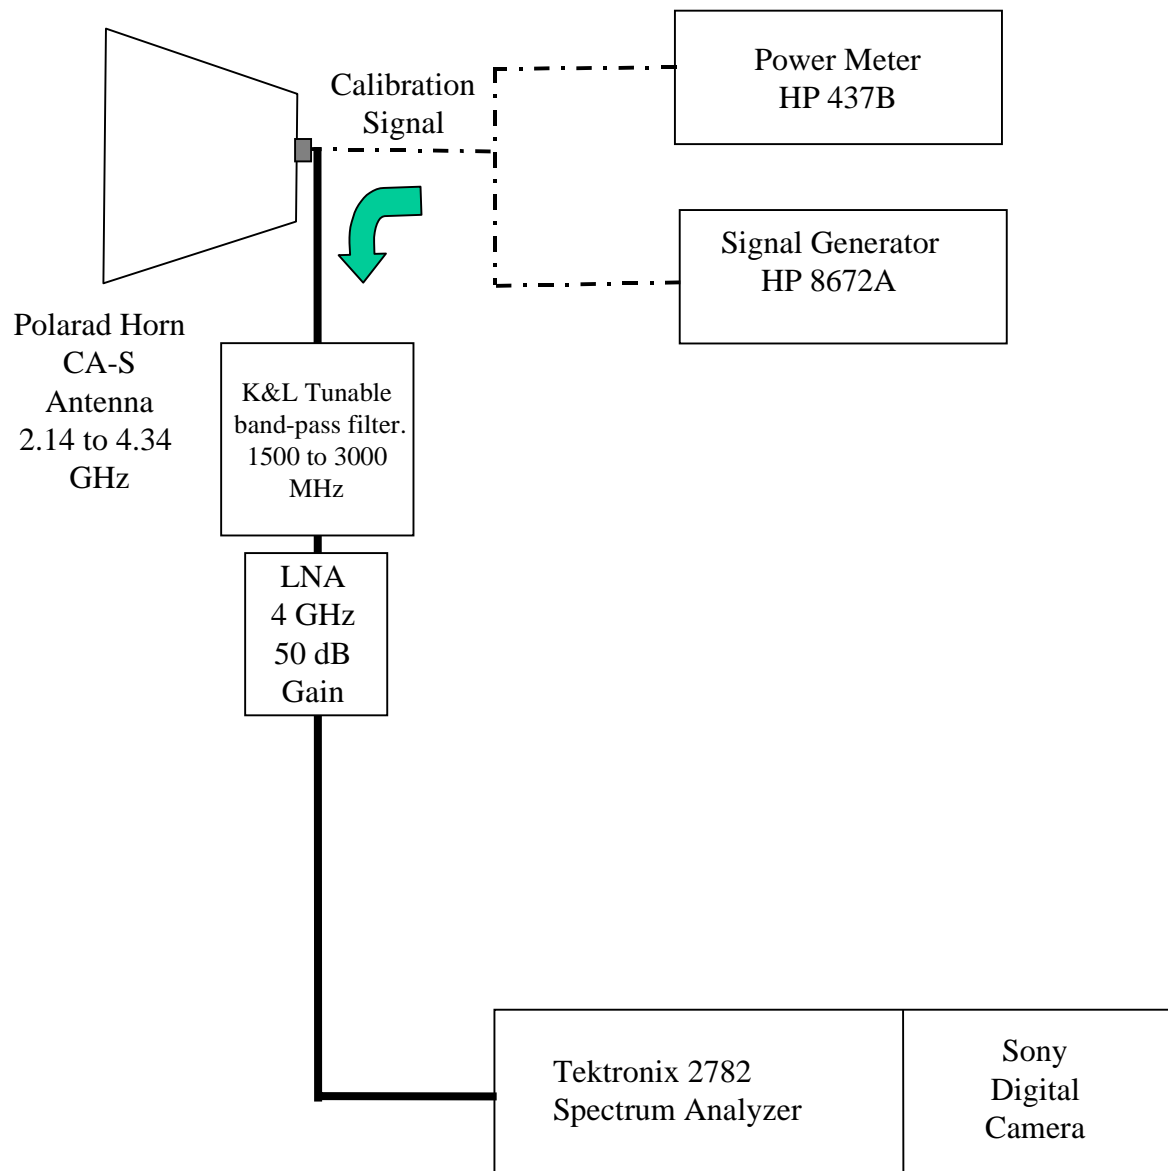 Calibration
Signal
Power Meter
HP 437B
Signal Generator
HP 8672A
Polarad Horn
CA-S
Antenna
2.14 to 4.34
GHz
K&L Tunable
band-pass filter.
1500 to 3000
MHz
LNA
4 GHz
50 dB
Gain
Tektronix 2782
Spectrum Analyzer
Sony
Digital
Camera